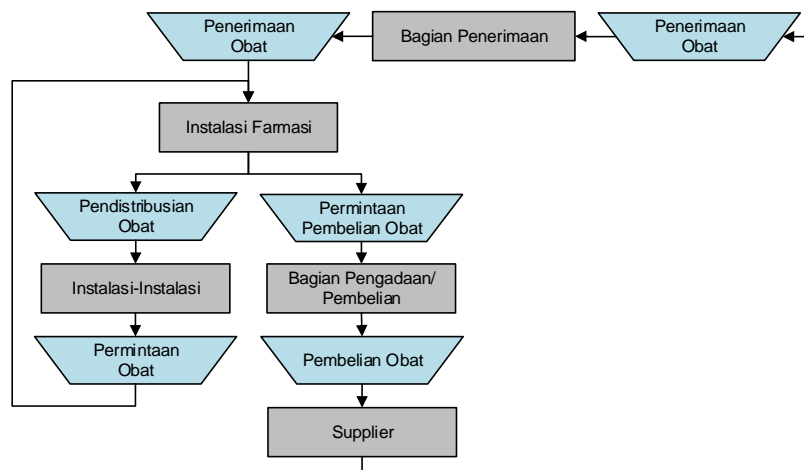 Penerimaan
Obat
Bagian Penerimaan
Penerimaan
Obat
Instalasi Farmasi
Pendistribusian
Obat
Permintaan
Pembelian Obat
Instalasi-Instalasi
Bagian Pengadaan/
Pembelian
Permintaan
Obat
Pembelian Obat
Supplier